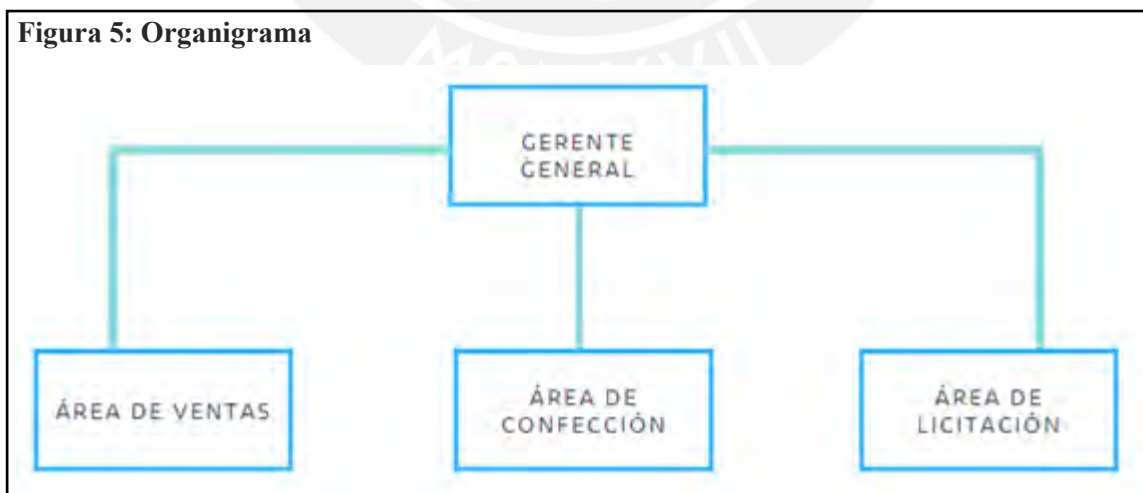 Figura 5: Organigrama
GERENTE
GENERAL
ÁREA DE VENTAS
ÁREA DE
CONFECCIÓN
ÁREA DE
LICITACIÓN